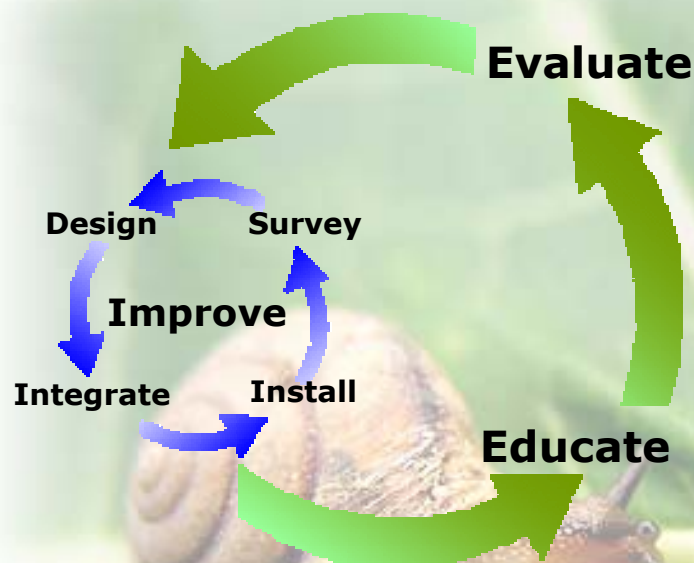 Evaluate
Design
Survey
Improve
Integrate
Install
Educate